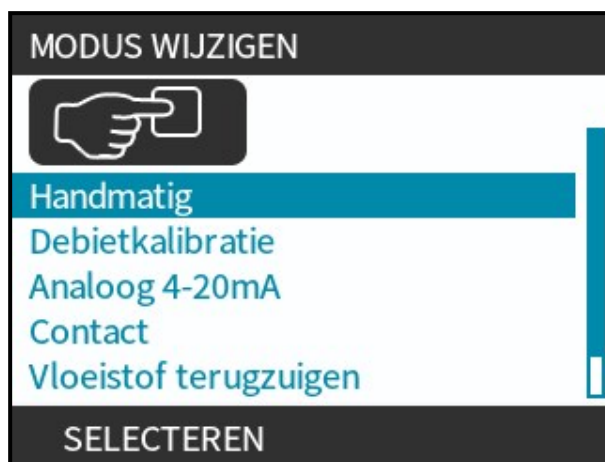 MODUS WIJZIGEN
Handmatig
Debietkalibratie
Analoog 4-20mA
Contact
Vloeistof terugzuigen
SELECTEREN